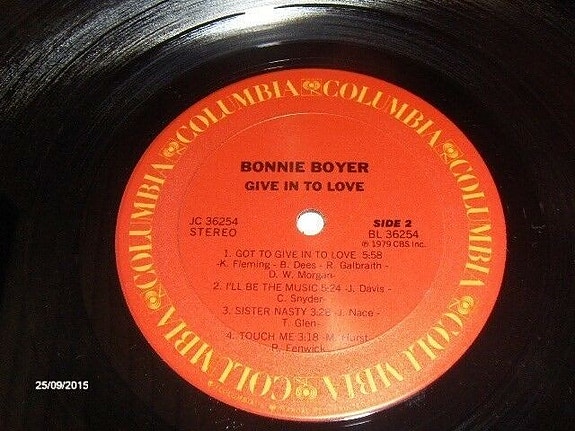 COLUMBIA COLUMBIA COLUMBIA COLUMBIA COLUMBIA COLUMBIA
BONNIE BOYER
GIVE IN TO LOVE
JC 36254
STEREO
SIDE 2
BL 36254
℗ 1979 CBS Inc.
1. GOT TO GIVE IN TO LOVE 5:58
-K. Fleming - B. Dees - R. Galbraith -
D. W. Morgan-
2. I'LL BE THE MUSIC 5:24 -J. Davis -
C. Snyder-
3. SISTER NASTY 3:28 -J. Nace -
T. Glen-
4. TOUCH ME 3:18 -M. Hurst
R. Fenwick-
25/09/2015